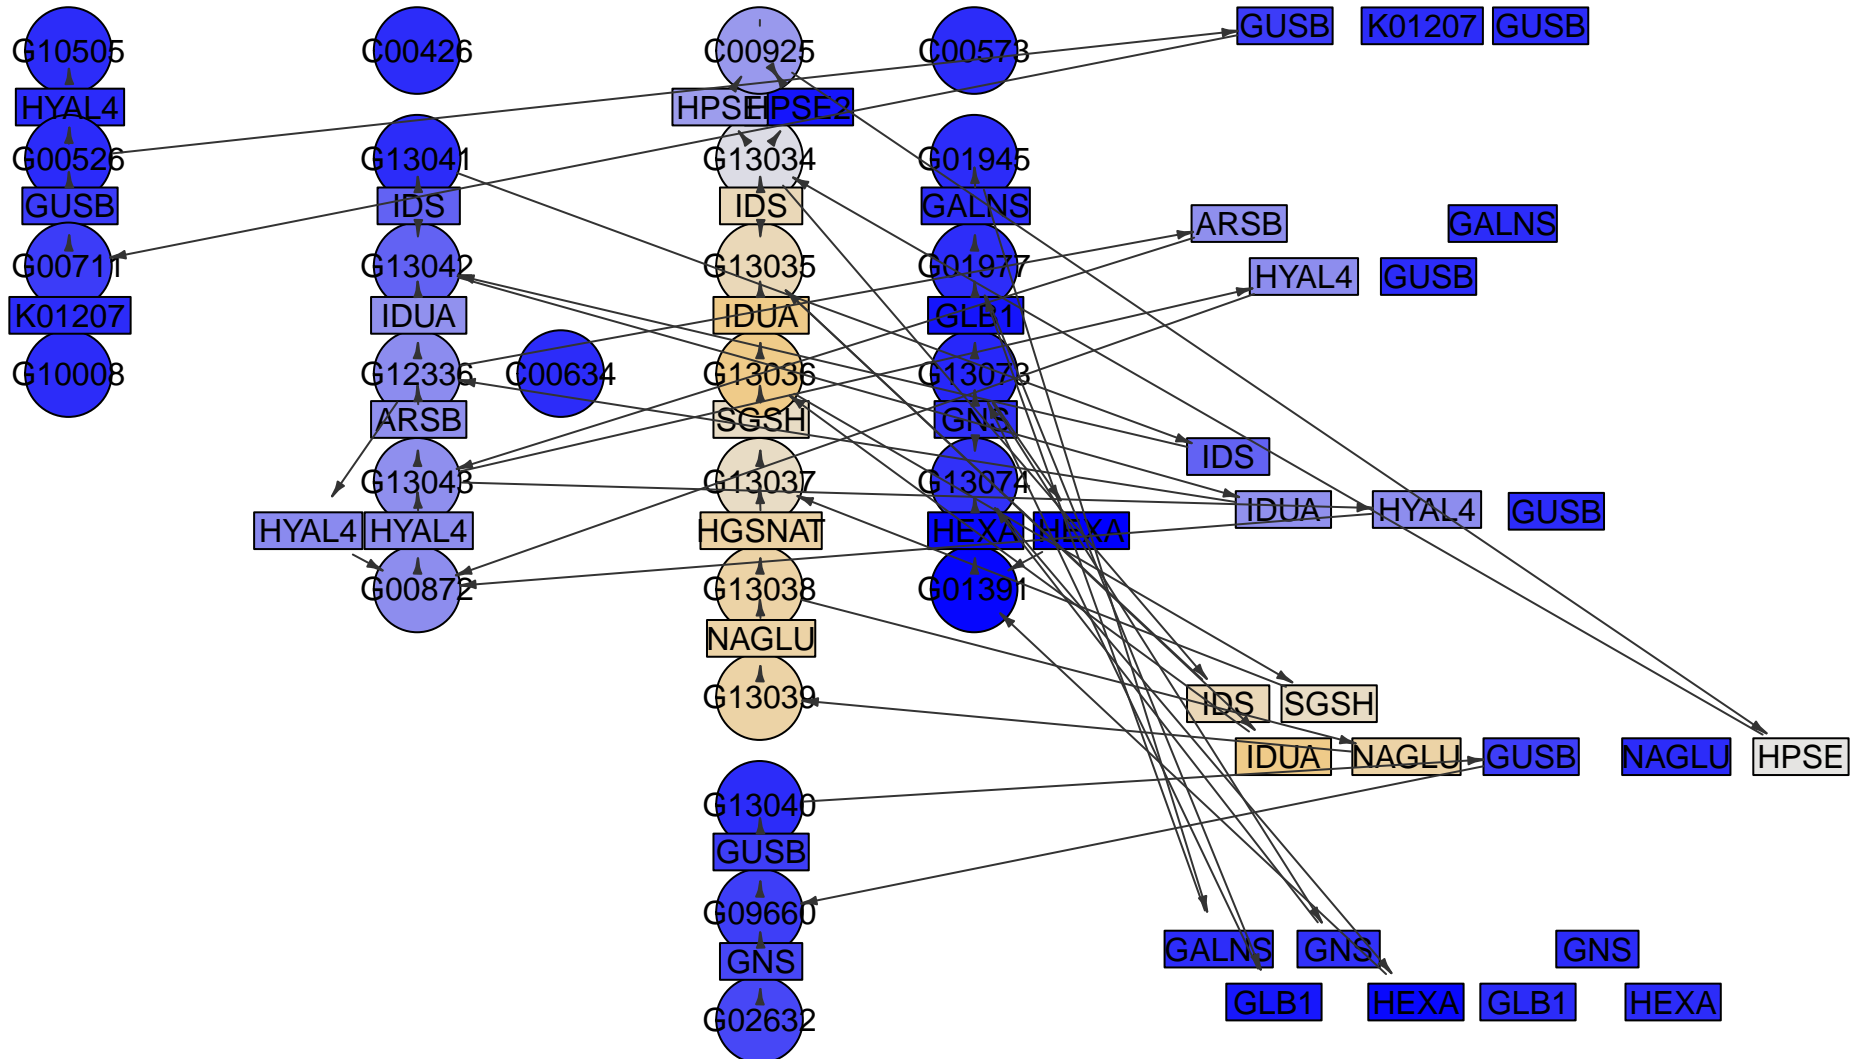 G10505 C00426 C00925 C00573 GUSB K01207 GUSB
HYAL4 HPSE HPSE2
G00526 G13041 G13034 G01945
GUSB IDS IDS GALNS ARSB GALNS
G00711 G13042 G13035 G01977 HYAL4 GUSB
K01207 IDUA IDUA GLB1
G10008 G12336 C00634 G13036 G13073
ARSB SGSH GNS IDS
G13043 G13037 G13074 IDUA HYAL4 GUSB
HYAL4 HYAL4 HGSNAT HEXA HEXA
G00872 G13038 G01391
NAGLU
G13039 IDS SGSH
IDUA NAGLU GUSB NAGLU HPSE
G13040
GUSB
G09660
GNS GALNS GNS GNS
G02632 GLB1 HEXA GLB1 HEXA